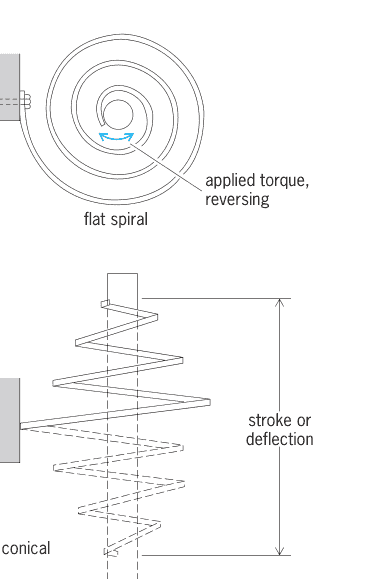 applied torque,
reversing
flat spiral
stroke or
deflection
conical